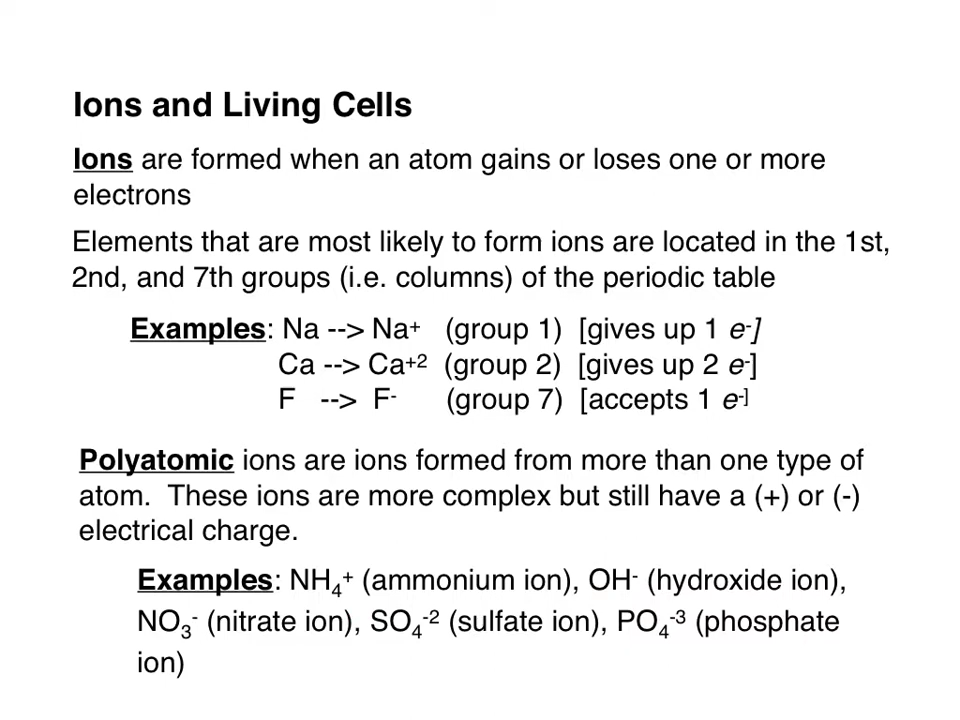 Ions and Living Cells
Ions are formed when an atom gains or loses one or more
electrons
Elements that are most likely to form ions are located in the 1st,
2nd, and 7th groups (i.e. columns) of the periodic table
Examples: Na --> Na⁺ (group 1) [gives up 1 e⁻]
Ca --> Ca⁺² (group 2) [gives up 2 e⁻]
F --> F⁻ (group 7) [accepts 1 e⁻]
Polyatomic ions are ions formed from more than one type of
atom. These ions are more complex but still have a (+) or (-)
electrical charge.
Examples: NH₄⁺ (ammonium ion), OH⁻ (hydroxide ion),
NO₃⁻ (nitrate ion), SO₄⁻² (sulfate ion), PO₄⁻³ (phosphate
ion)